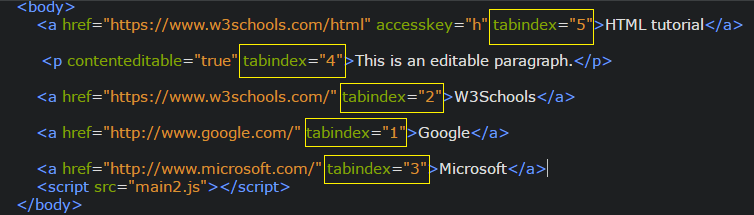 <body>
<a href="https://www.w3schools.com/html" accesskey="h" tabindex="5">HTML tutorial</a>
<p contenteditable="true" tabindex="4">This is an editable paragraph.</p>
<a href="https://www.w3schools.com/" tabindex="2">W3Schools</a>
<a href="http://www.google.com/" tabindex="1">Google</a>
<a href="http://www.microsoft.com/" tabindex="3">Microsoft</a>
<script src="main2.js"></script>
</body>